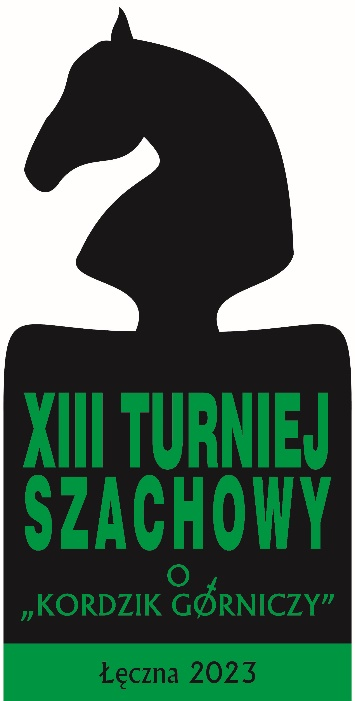 XIII TURNIEJ
SZACHOWY
O
„KORDZIK GÓRNICZY”
Łęczna 2023